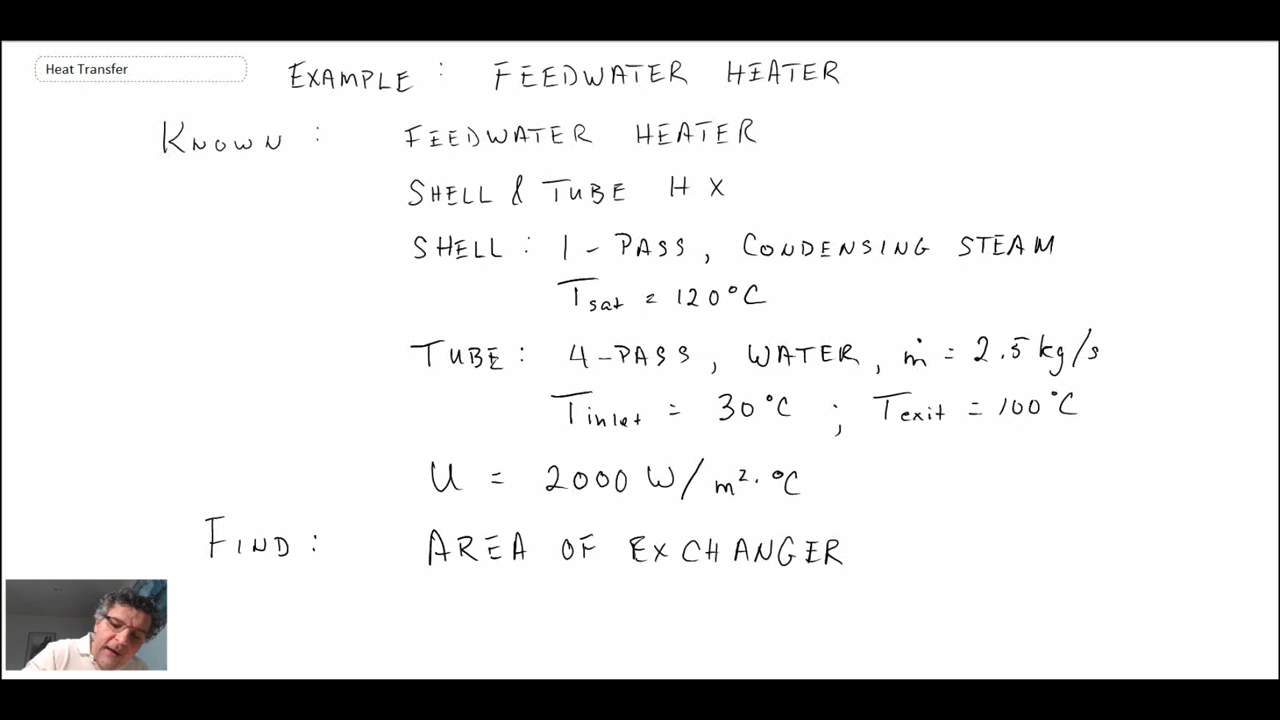 Heat Transfer
EXAMPLE : FEEDWATER HEATER
KNOWN : FEEDWATER HEATER
SHELL & TUBE HX
SHELL : 1-PASS, CONDENSING STEAM
Tsat = 120°C
TUBE : 4-PASS, WATER, ṁ = 2.5 kg/s
Tinlet = 30°C ; Texit = 100°C
U = 2000 W/m²·°C
FIND : AREA OF EXCHANGER